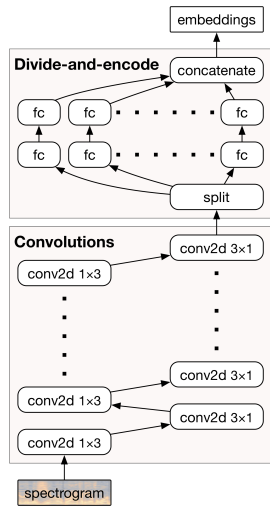 embeddings
Divide-and-encode
concatenate
fc fc fc
fc fc fc
split
Convolutions
conv2d 3×1
conv2d 1×3
conv2d 3×1
conv2d 1×3
conv2d 3×1
conv2d 1×3
spectrogram